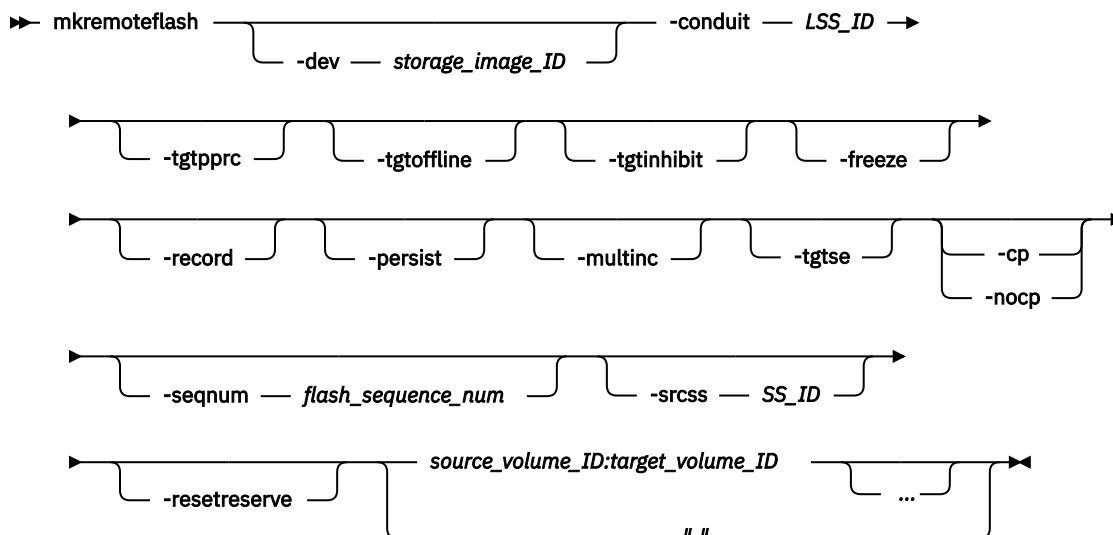 mkremoteflash -conduit LSS_ID
-dev storage_image_ID
-tgtpprc -tgtoffline -tgtinhibit -freeze
-record -persist -multinc -tgtse -cp
-nocp
-seqnum flash_sequence_num -srcss SS_ID
source_volume_ID:target_volume_ID
-resetreserve ...